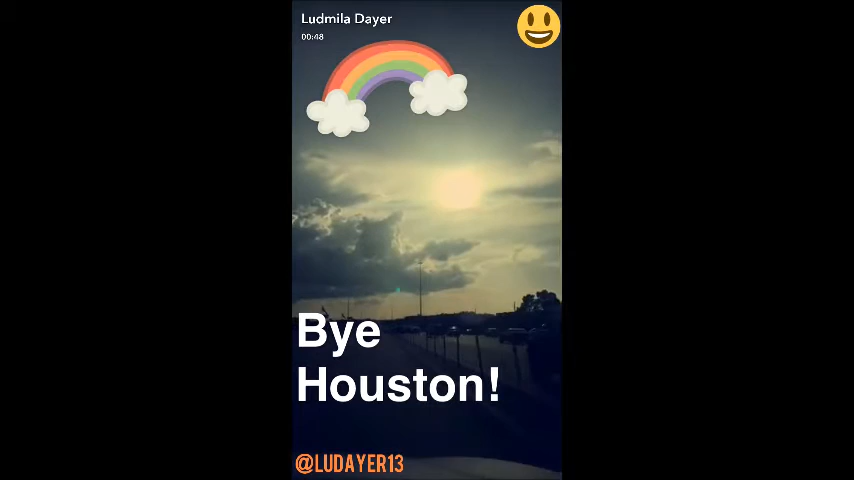 Ludmila Dayer
00:48
Bye
Houston!
@LUDAYER13